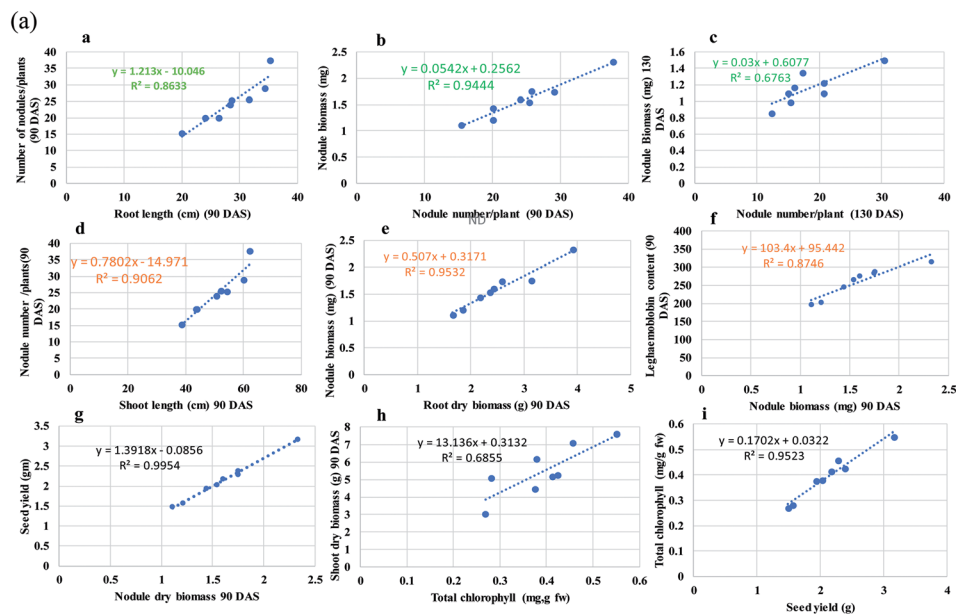 (a)
a
Number of nodules/plants
(90 DAS)
40
35
30
25
20
15
10
5
0
y = 1.213x - 10.046
R² = 0.8633
0 10 20 30 40
Root length (cm) (90 DAS)
b
Nodule biomass (mg)
2.5
2
1.5
1
0.5
0
y = 0.0542x + 0.2562
R² = 0.9444
0 10 20 30 40
Nodule number/plant (90 DAS)
ND
c
Nodule Biomass (mg) 130
DAS
1.6
1.4
1.2
1
0.8
0.6
0.4
0.2
0
y = 0.03x + 0.6077
R² = 0.6763
0 10 20 30 40
Nodule number/plant (130 DAS)
d
Nodule number /plants(90
DAS)
40
35
30
25
20
15
10
5
0
y = 0.7802x - 14.971
R² = 0.9062
0 20 40 60 80
Shoot length (cm) 90 DAS
e
Nodule biomass (mg) (90 DAS)
2.5
2
1.5
1
0.5
0
y = 0.507x + 0.3171
R² = 0.9532
0 1 2 3 4 5
Root dry biomass (g) 90 DAS
f
Leghaemoblobin content (90
DAS)
400
350
300
250
200
150
100
50
0
y = 103.4x + 95.442
R² = 0.8746
0 0.5 1 1.5 2 2.5
Nodule biomass (mg) 90 DAS
g
Seed yield (gm)
3.5
3
2.5
2
1.5
1
0.5
0
y = 1.3918x - 0.0856
R² = 0.9954
0 0.5 1 1.5 2 2.5
Nodule dry biomass 90 DAS
h
Shoot dry biomass (g) 90 DAS
8
7
6
5
4
3
2
1
0
y = 13.136x + 0.3132
R² = 0.6855
0 0.1 0.2 0.3 0.4 0.5 0.6
Total chlorophyll (mg,g fw)
i
Total chlorophyll (mg/g fw)
0.6
0.5
0.4
0.3
0.2
0.1
0
y = 0.1702x + 0.0322
R² = 0.9523
0 1 2 3 4
Seed yield (g)